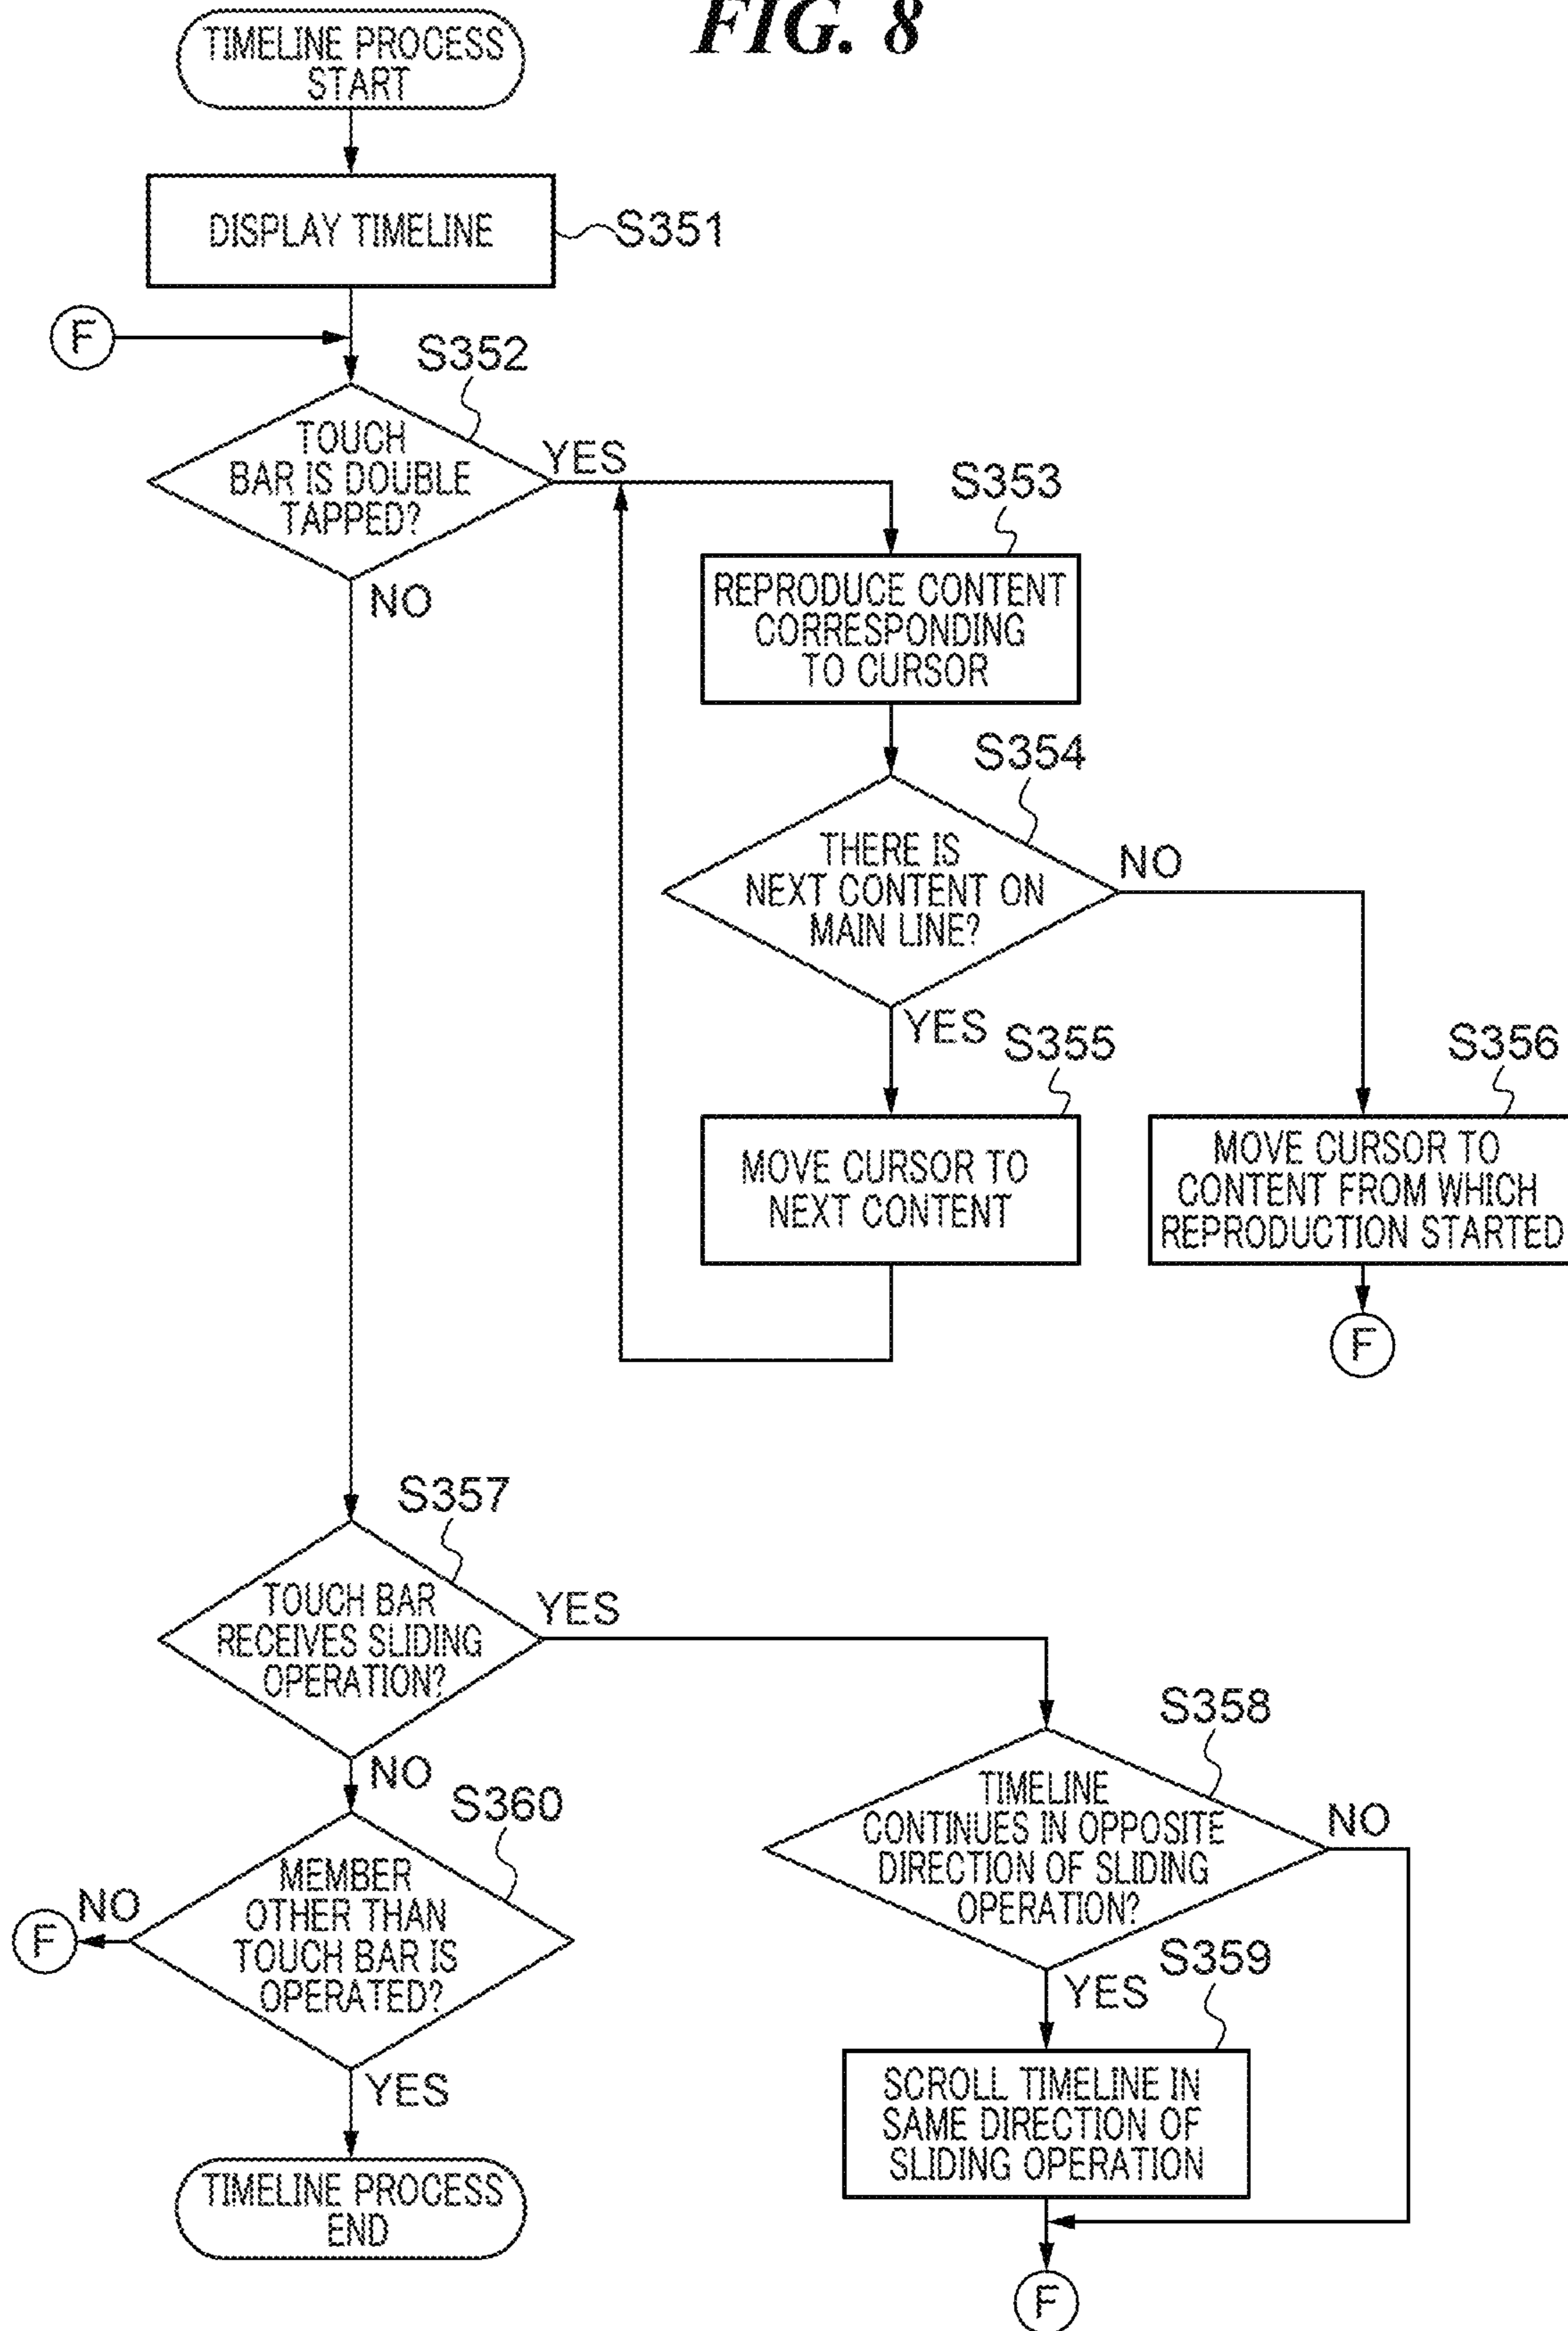 FIG. 8
TIMELINE PROCESS
START
DISPLAY TIMELINE
S351
F
S352
TOUCH
BAR IS DOUBLE
TAPPED?
YES
NO
S353
REPRODUCE CONTENT
CORRESPONDING
TO CURSOR
S354
THERE IS
NEXT CONTENT ON
MAIN LINE?
NO
YES
S355
MOVE CURSOR TO
NEXT CONTENT
S356
MOVE CURSOR TO
CONTENT FROM WHICH
REPRODUCTION STARTED
F
S357
TOUCH BAR
RECEIVES SLIDING
OPERATION?
YES
NO
S358
TIMELINE
CONTINUES IN OPPOSITE
DIRECTION OF SLIDING
OPERATION?
NO
YES
S359
SCROLL TIMELINE IN
SAME DIRECTION OF
SLIDING OPERATION
F
S360
MEMBER
OTHER THAN
TOUCH BAR IS
OPERATED?
NO
F
YES
TIMELINE PROCESS
END